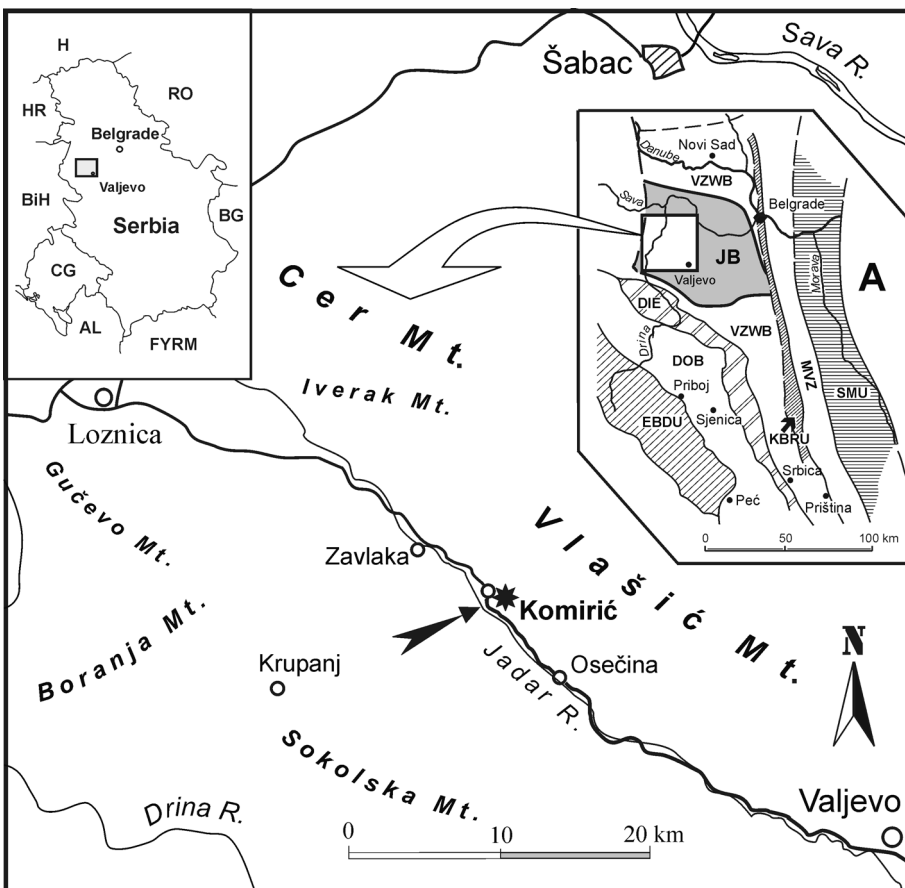 H
RO
HR
Belgrade
Valjevo
BiH
Serbia
BG
CG
AL
FYRM
Šabac
Sava R.
Novi Sad
Danube
VZWB
Sava
Belgrade
JB
Valjevo
Morava
A
DIE
VZWB
Drina
DOB
MVZ
Priboj
SMU
EBDU
Sjenica
KBRU
Srbica
Peć
Priština
0 50 100 km
Cer Mt.
Iverak Mt.
Loznica
Gučevo Mt.
Vlašić Mt.
Zavlaka
Komirić
Boranja Mt.
Krupanj
Osečina
Jadar R.
N
Sokolska Mt.
Drina R.
Valjevo
0 10 20 km